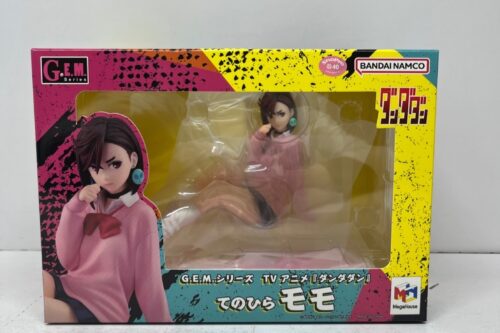 G.E.M.
Series
BANDAI NAMCO
ダンダダン
G.E.M.シリーズ TVアニメ『ダンダダン』
てのひら モモ
MegaHouse